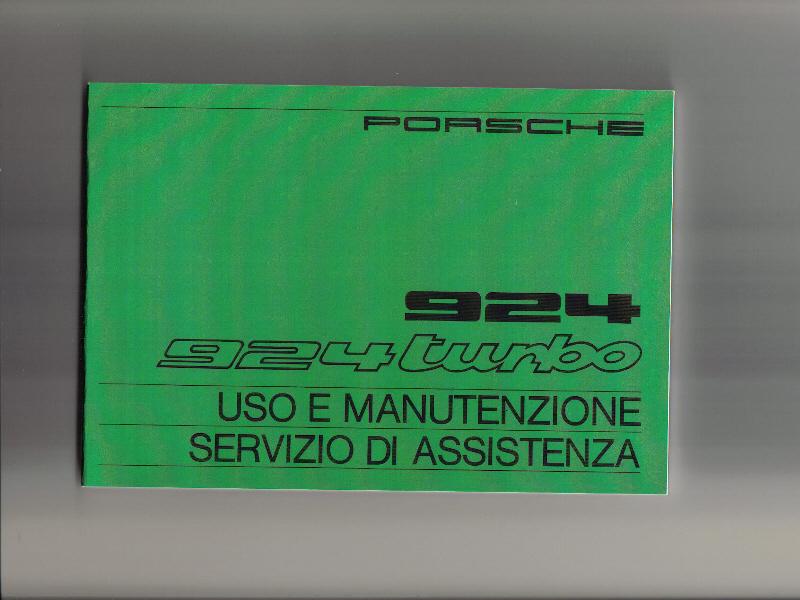 PORSCHE
924
924 turbo
USO E MANUTENZIONE
SERVIZIO DI ASSISTENZA